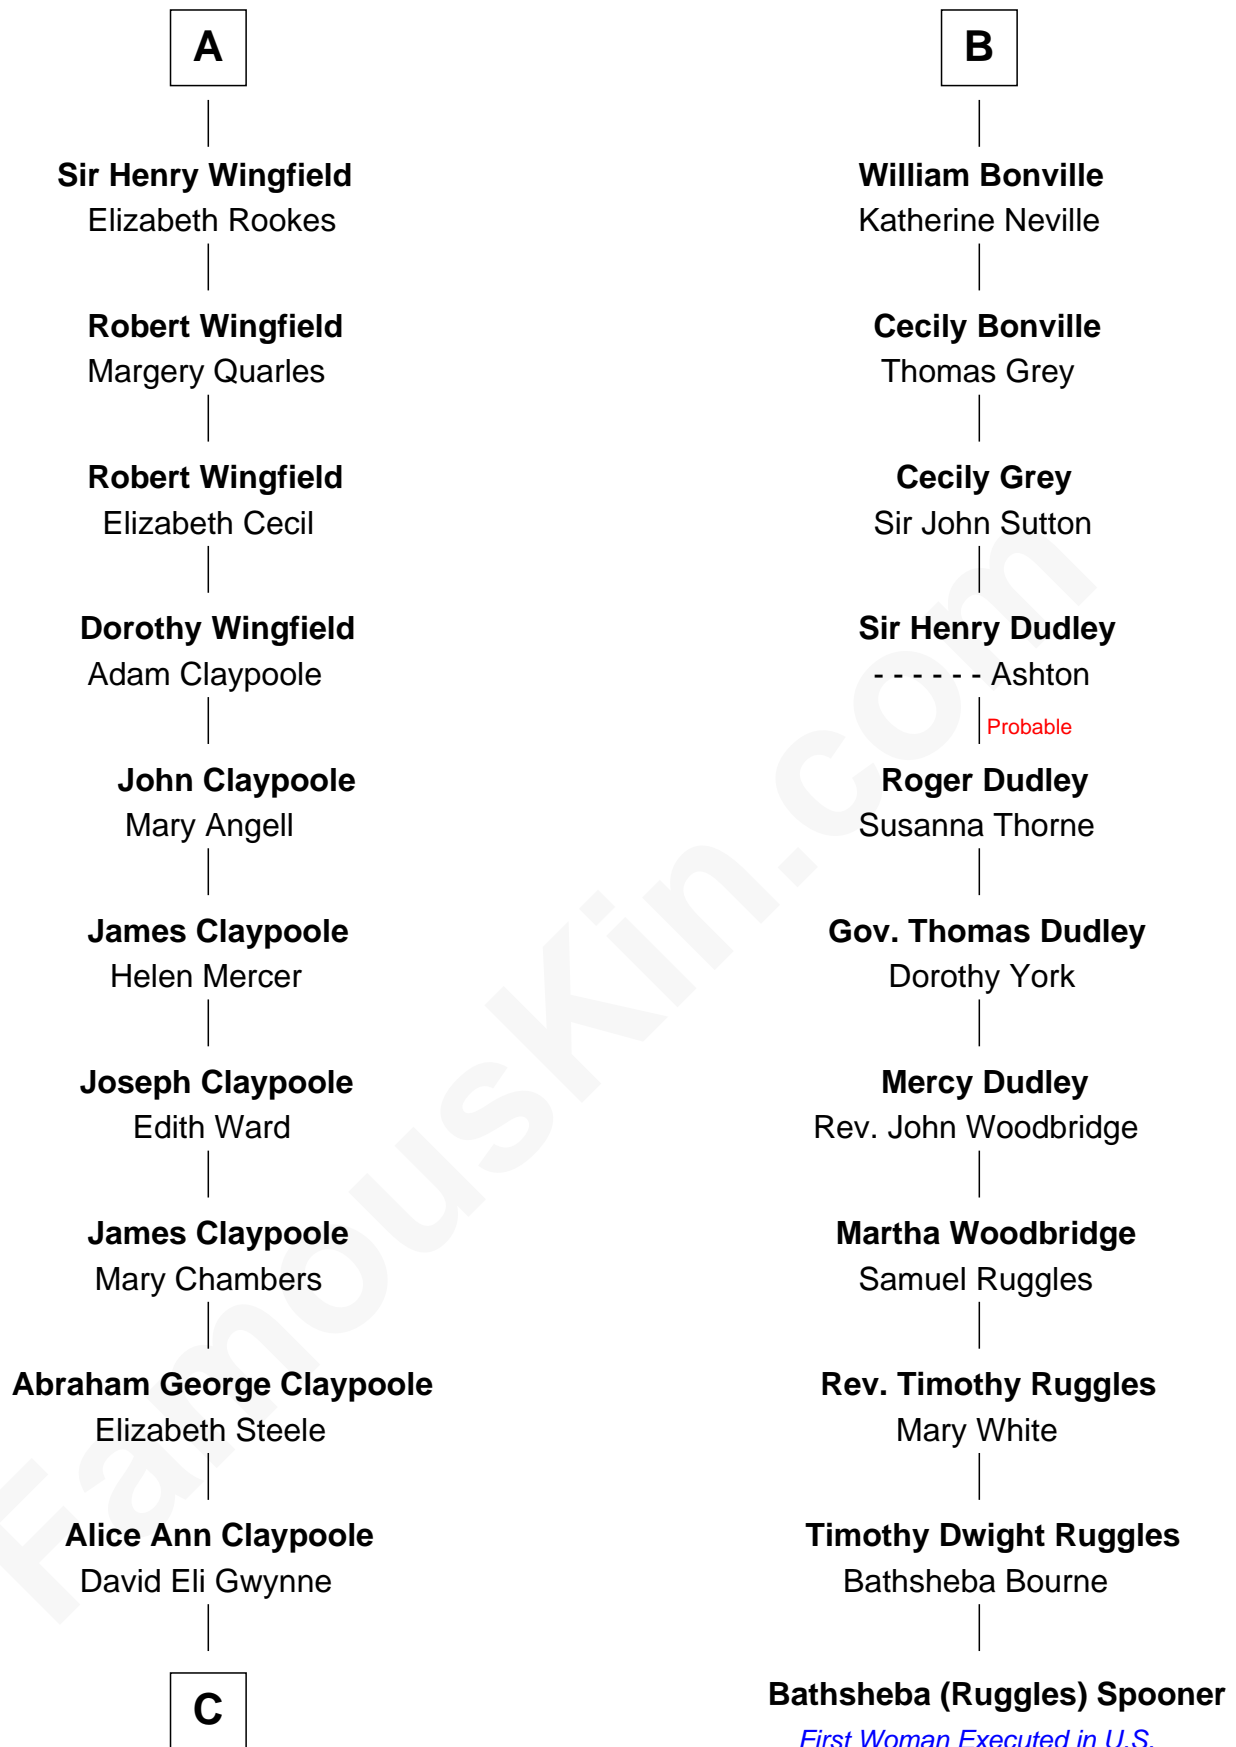 A
Sir Henry Wingfield
Elizabeth Rookes
Robert Wingfield
Margery Quarles
Robert Wingfield
Elizabeth Cecil
Dorothy Wingfield
Adam Claypoole
John Claypoole
Mary Angell
James Claypoole
Helen Mercer
Joseph Claypoole
Edith Ward
James Claypoole
Mary Chambers
Abraham George Claypoole
Elizabeth Steele
Alice Ann Claypoole
David Eli Gwynne
C
B
William Bonville
Katherine Neville
Cecily Bonville
Thomas Grey
Cecily Grey
Sir John Sutton
Sir Henry Dudley
- - - - - - Ashton
Probable
Roger Dudley
Susanna Thorne
Gov. Thomas Dudley
Dorothy York
Mercy Dudley
Rev. John Woodbridge
Martha Woodbridge
Samuel Ruggles
Rev. Timothy Ruggles
Mary White
Timothy Dwight Ruggles
Bathsheba Bourne
Bathsheba (Ruggles) Spooner
First Woman Executed in U.S.
FamousKin.com